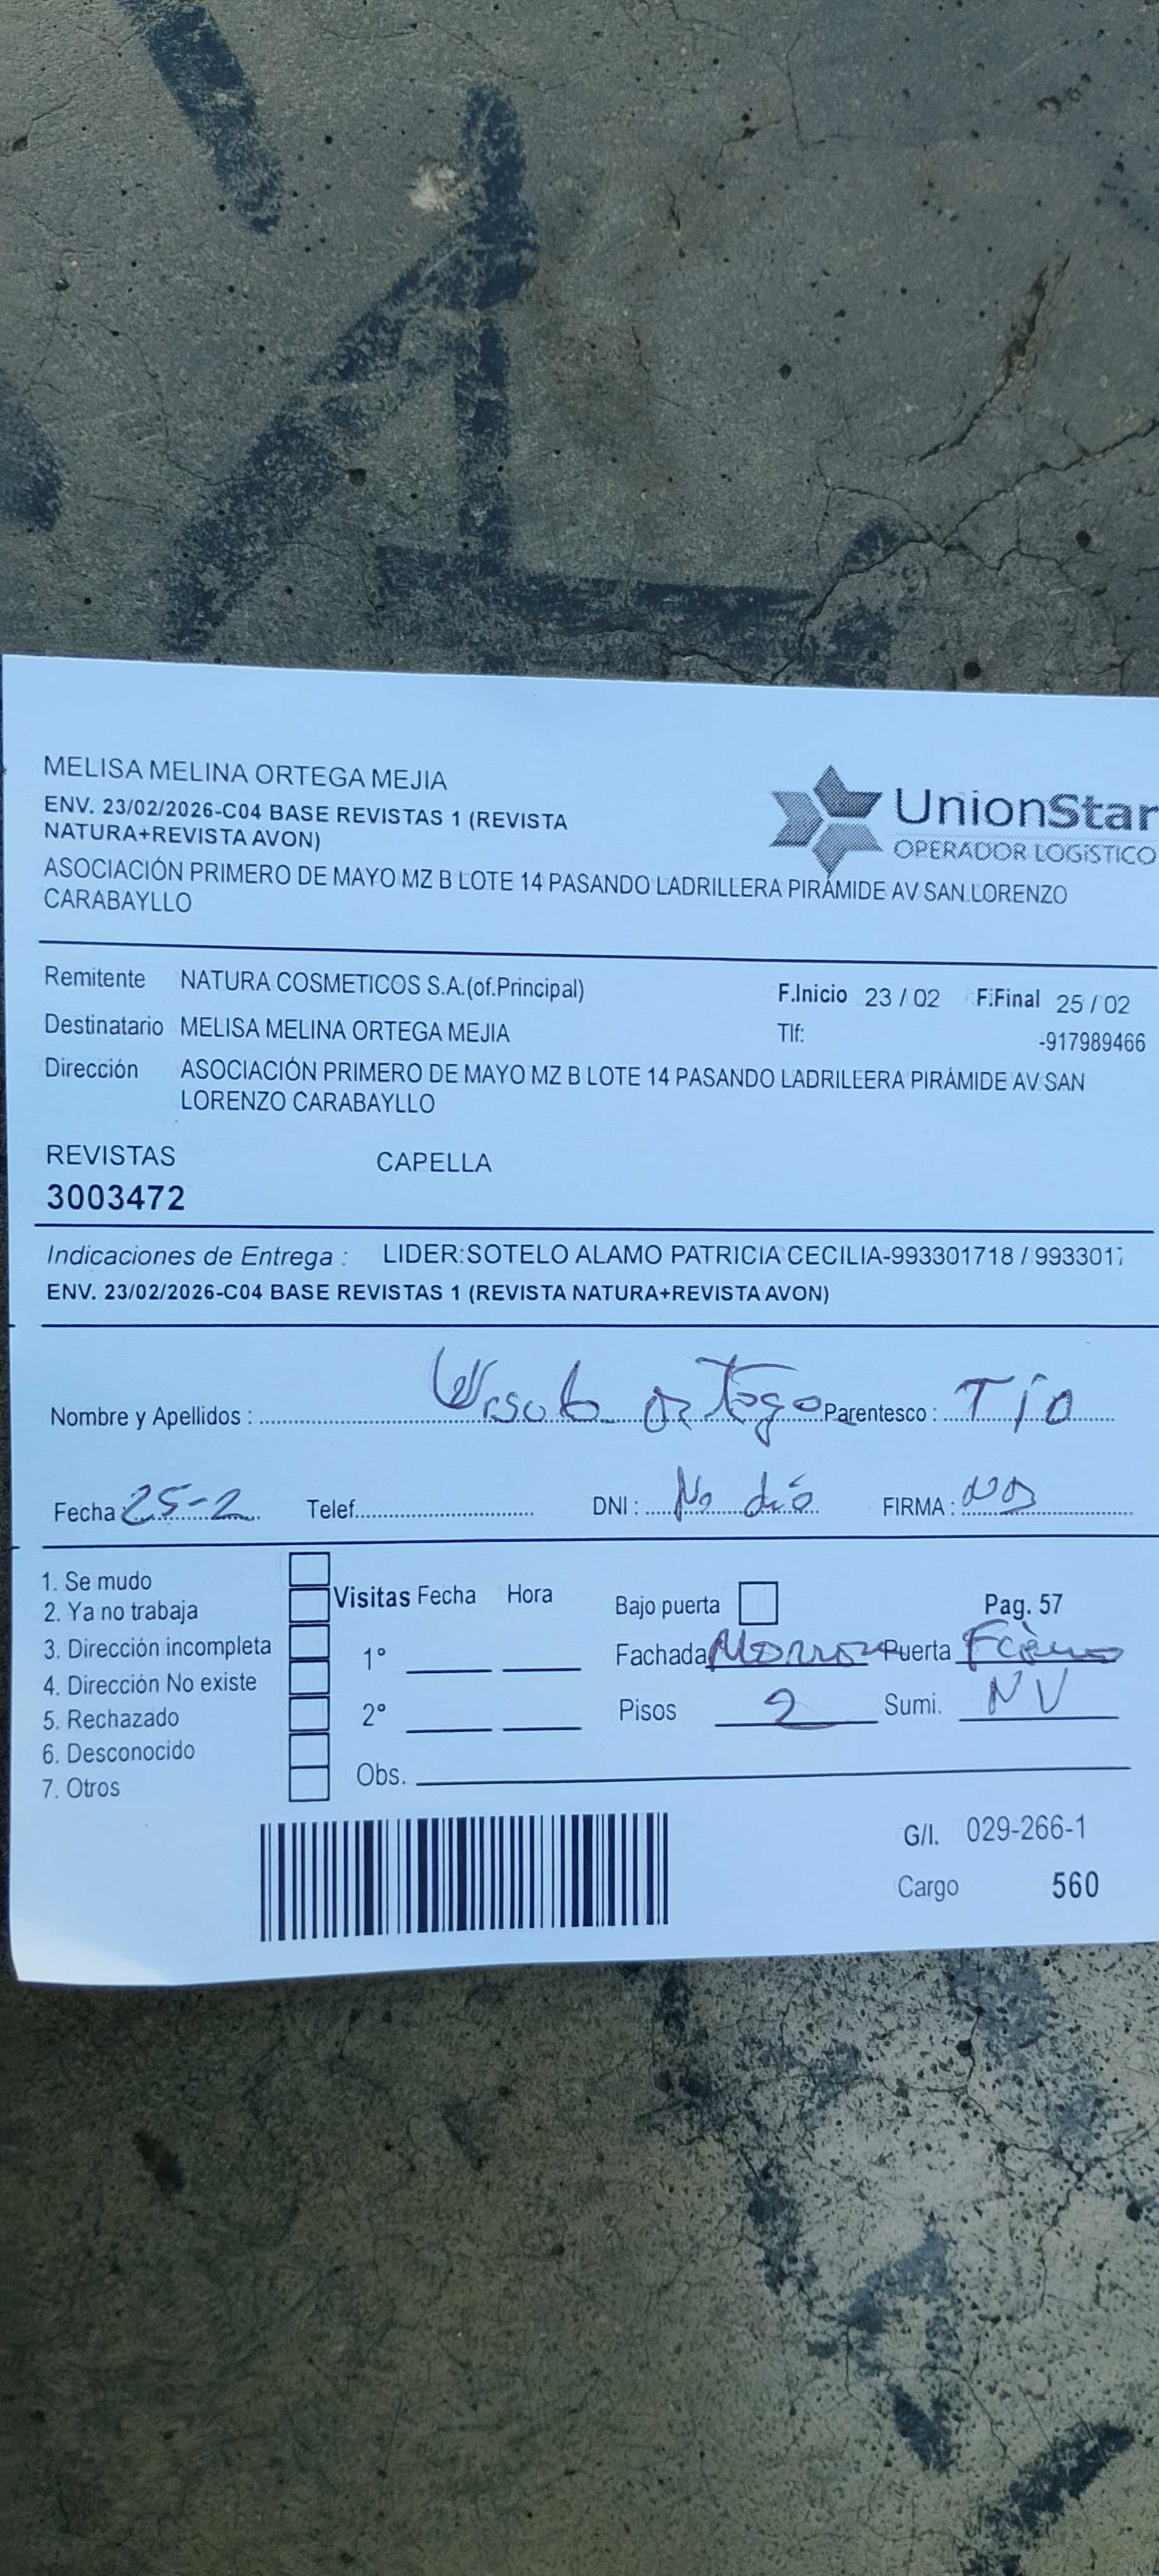 MELISA MELINA ORTEGA MEJIA
ENV. 23/02/2026-C04 BASE REVISTAS 1 (REVISTA
NATURA+REVISTA AVON)
UnionStar
OPERADOR LOGÍSTICO
ASOCIACIÓN PRIMERO DE MAYO MZ B LOTE 14 PASANDO LADRILLERA PIRÁMIDE AV SAN LORENZO
CARABAYLLO
Remitente NATURA COSMETICOS S.A.(of.Principal) F.Inicio 23 / 02 F.Final 25 / 02
Destinatario MELISA MELINA ORTEGA MEJIA Tlf: -917989466
Dirección ASOCIACIÓN PRIMERO DE MAYO MZ B LOTE 14 PASANDO LADRILLERA PIRÁMIDE AV SAN
LORENZO CARABAYLLO
REVISTAS CAPELLA
3003472
Indicaciones de Entrega : LIDER:SOTELO ALAMO PATRICIA CECILIA-993301718 / 993301
ENV. 23/02/2026-C04 BASE REVISTAS 1 (REVISTA NATURA+REVISTA AVON)
Nombre y Apellidos : Ortego Parentesco : Tío
Fecha 25-2 Telef. DNI : No dió FIRMA :
1. Se mudo
2. Ya no trabaja
3. Dirección incompleta
4. Dirección No existe
5. Rechazado
6. Desconocido
7. Otros
Visitas Fecha Hora
1°
2°
Obs.
Bajo puerta Pag. 57
Fachada Puerta
Pisos 2 Sumi. NV
G/I. 029-266-1
Cargo 560